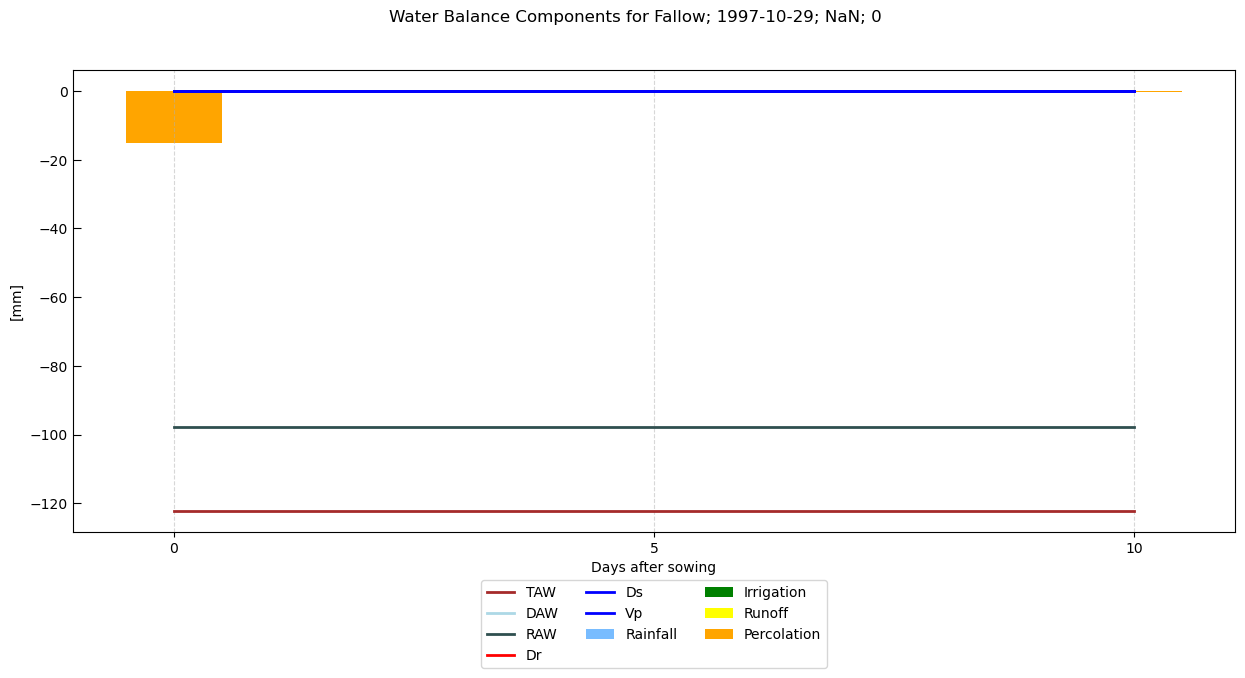 Water Balance Components for Fallow; 1997-10-29; NaN; 0
0
−20
−40
−60
−80
−100
−120
[mm]
0 5 10
Days after sowing
TAW Ds Irrigation
DAW Vp Runoff
RAW Rainfall Percolation
Dr